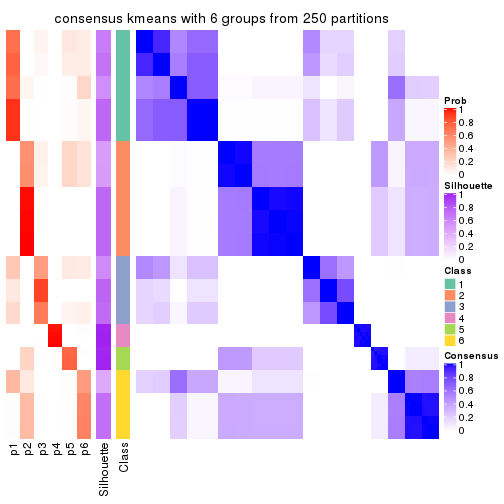 consensus kmeans with 6 groups from 250 partitions
Prob
1
0.8
0.6
0.4
0.2
0
Silhouette
1
0.8
0.6
0.4
0.2
0
Class
1
2
3
4
5
6
Consensus
1
0.8
0.6
0.4
0.2
0
p1
p2
p3
p4
p5
p6
Silhouette
Class